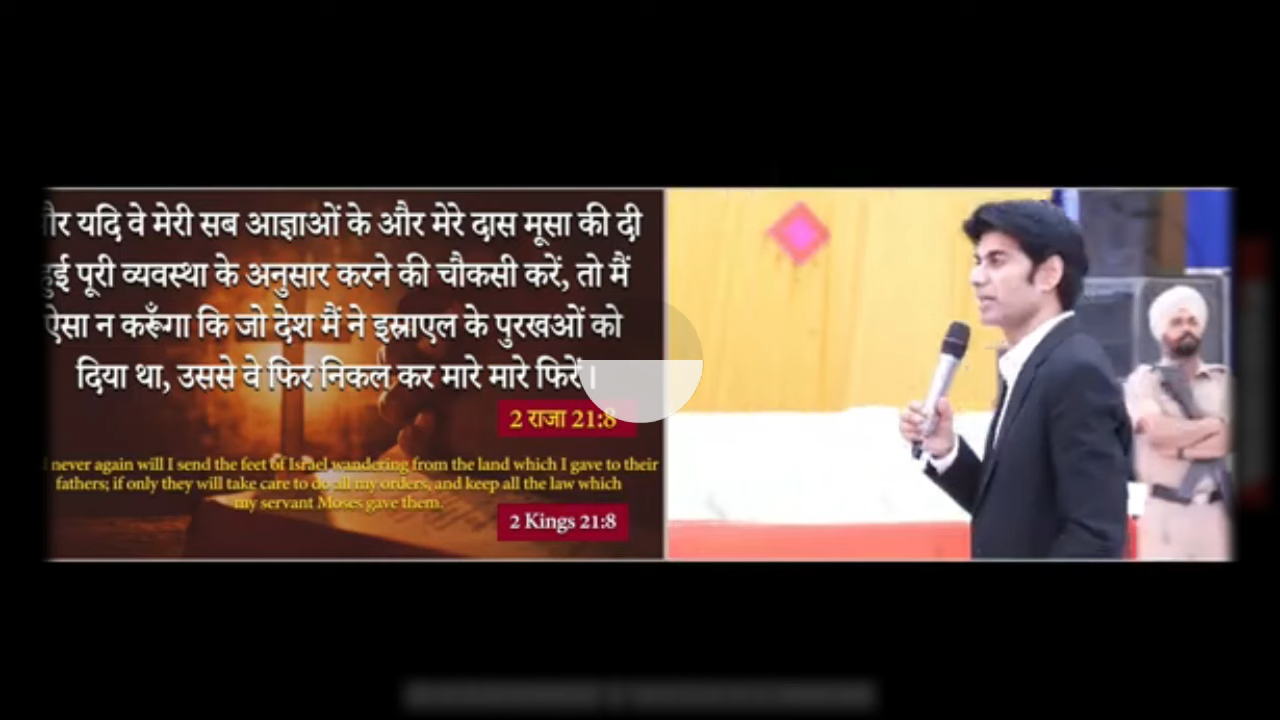 यदि वे मेरी सब आज्ञाओं के और मेरे दास मूसा की दी
पूरी व्यवस्था के अनुसार करने की चौकसी करें, तो मैं
ऐसा न करूँगा कि जो देश मैं ने इस्राएल के पुरखाओं को
दिया था, उससे वे फिर निकल कर मारे मारे फिरें।
2 राजा 21:8
never again will I send the feet of Israel wandering from the land which I gave to their
fathers; if only they will take care to do all my orders, and keep all the law which
my servant Moses gave them.
2 Kings 21:8